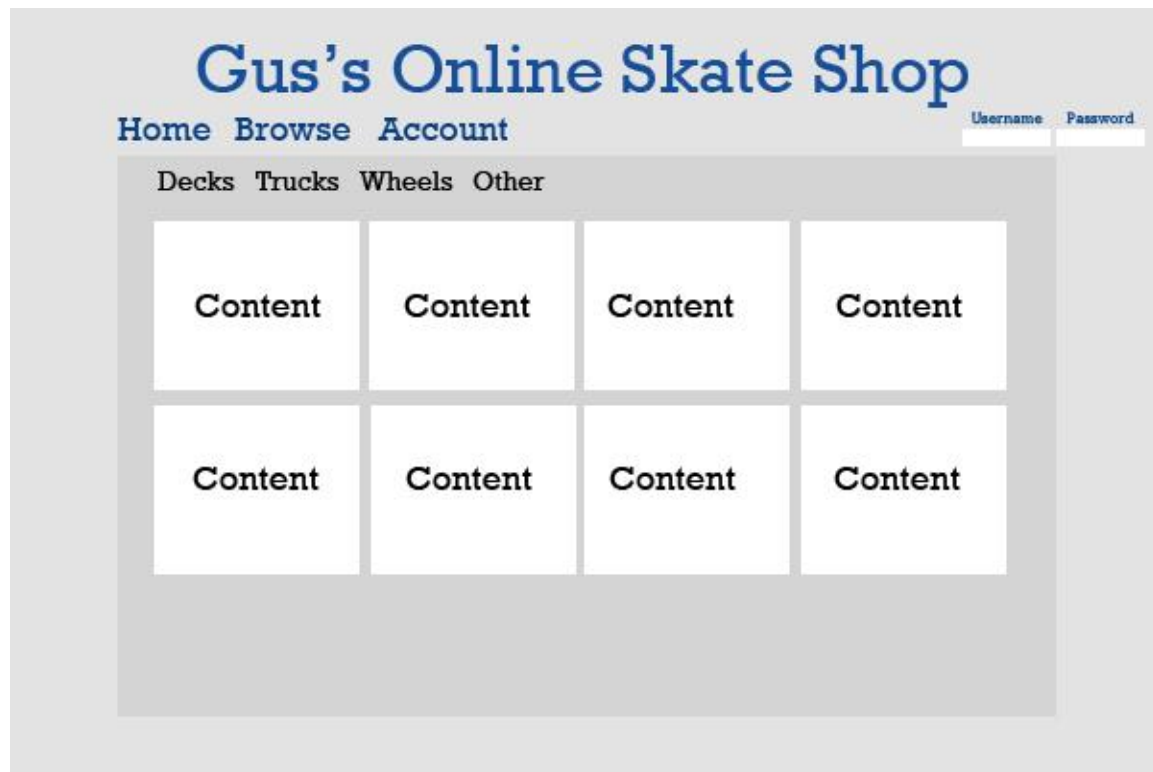 Gus's Online Skate Shop
Home Browse Account
Username Password
Decks Trucks Wheels Other
Content Content Content Content
Content Content Content Content